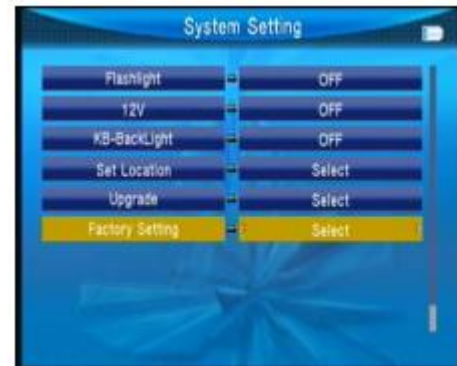 System Setting
Flashlight OFF
12V OFF
KB-BackLight OFF
Set Location Select
Upgrade Select
Factory Setting Select